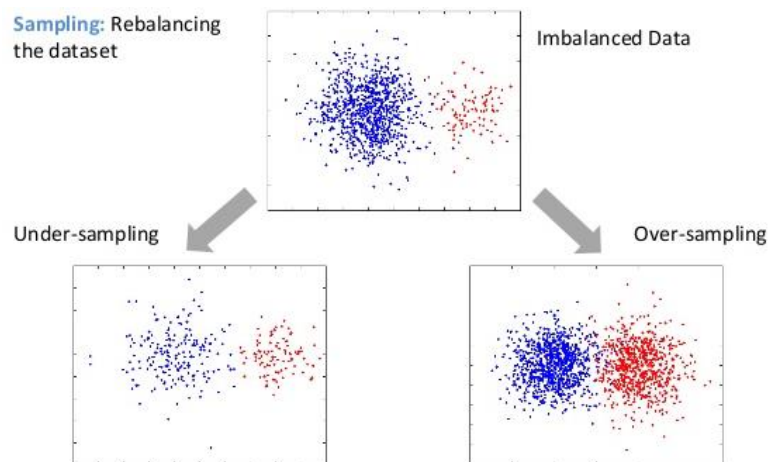 Sampling: Rebalancing
the dataset
Imbalanced Data
Under-sampling
Over-sampling